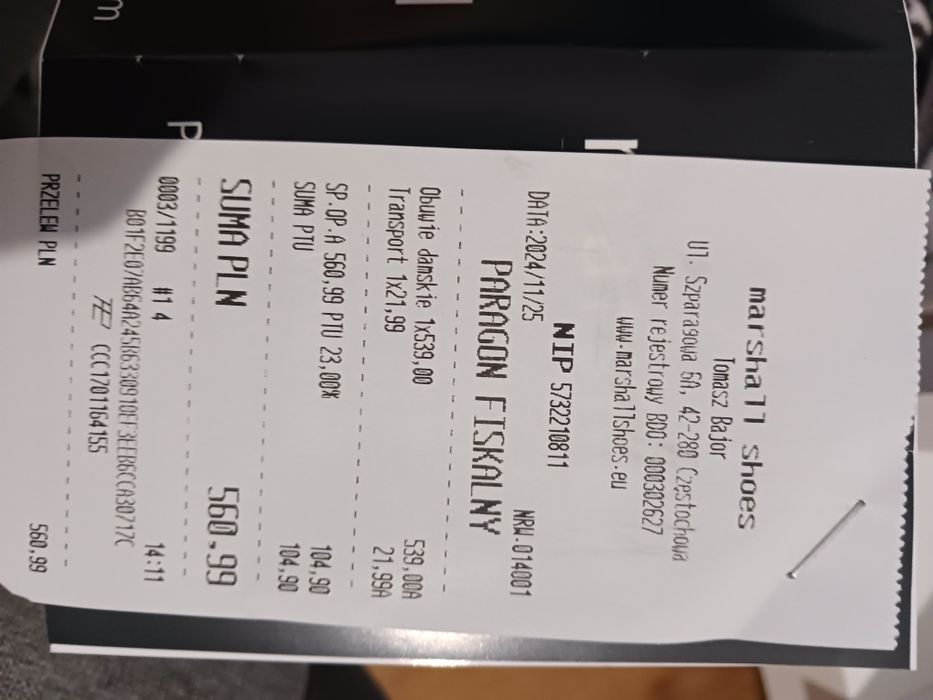 marshall shoes
Tomasz Bajor
Ul. Szparagowa 6A, 42-280 Częstochowa
Numer rejestrowy BDO: 000302627
www.marshallshoes.eu
NIP 5732210811
DATA:2024/11/25 NRW.014001
PARAGON FISKALNY
Obuwie damskie 1x539,00 539,00A
Transport 1x21,99 21,99A
SP.OP.A 560,99 PTU 23,00% 104,90
SUMA PTU 104,90
SUMA PLN 560,99
0003/1199 #1 4 14:11
CCC1701164155
PRZELEW PLN 560,99